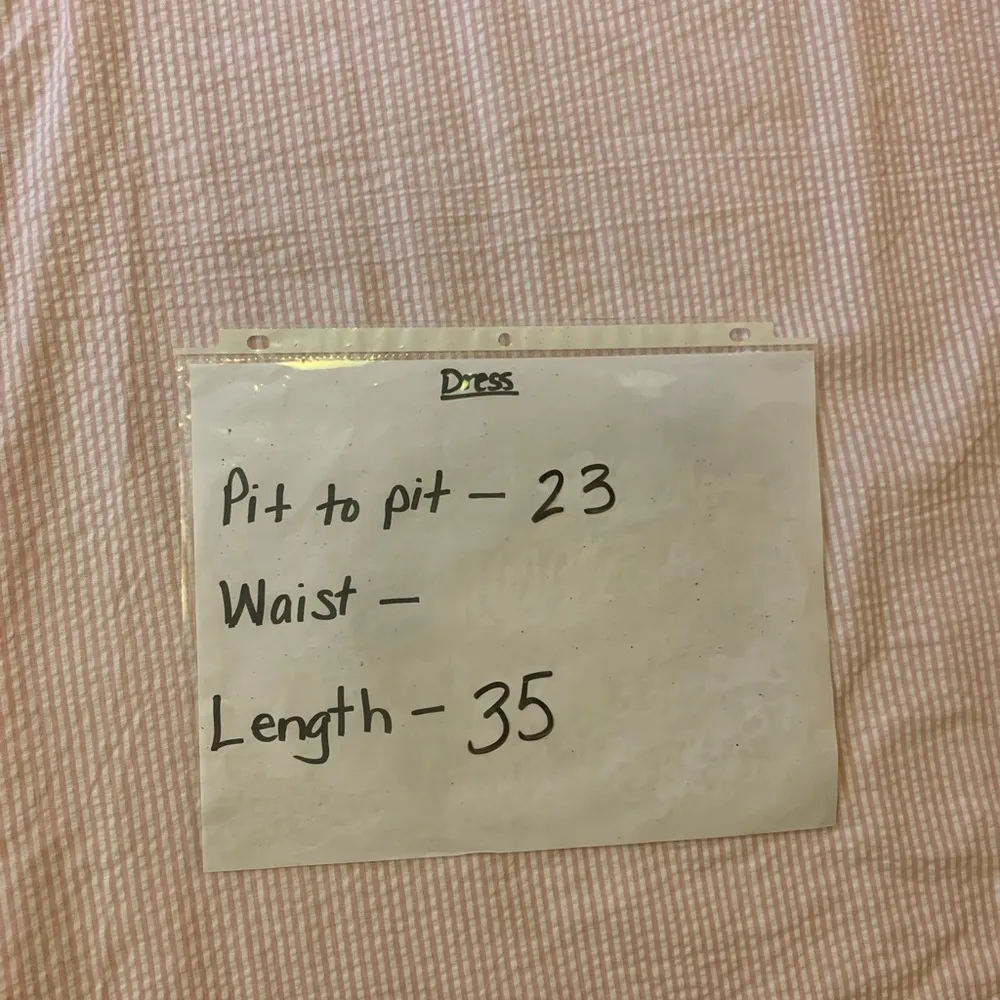 Dress
Pit to pit – 23
Waist –
Length – 35